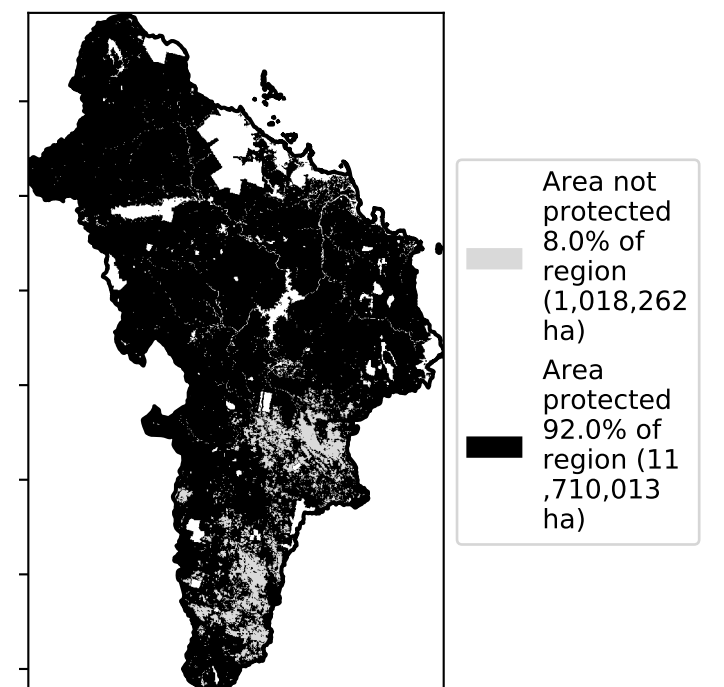 Area not
protected
8.0% of
region
(1,018,262
ha)
Area
protected
92.0% of
region (11
,710,013
ha)